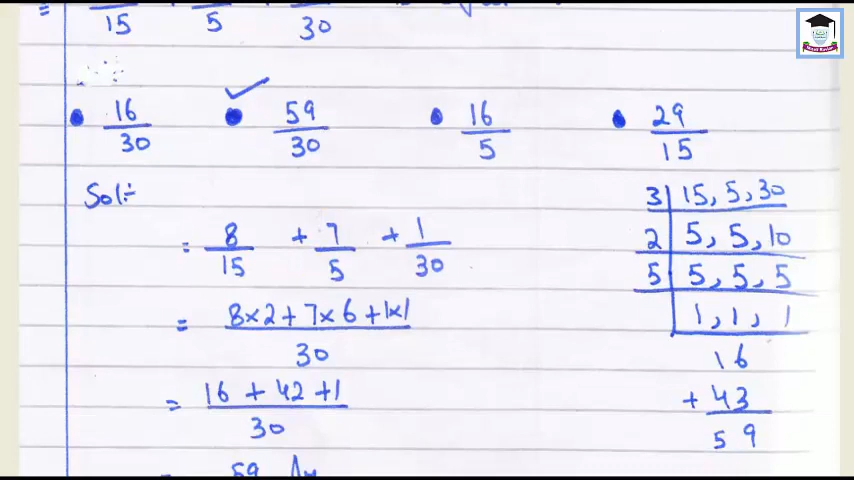 = 15 5 30
• 16/30 • 59/30 • 16/5 • 29/15
Sol:-
= 8/15 + 7/5 + 1/30
= 8×2+7×6+1×1/30
= 16 + 42 +1/30
59
3 | 15, 5, 30
2 | 5, 5, 10
5 | 5, 5, 5
1, 1, 1
16
+ 43
59